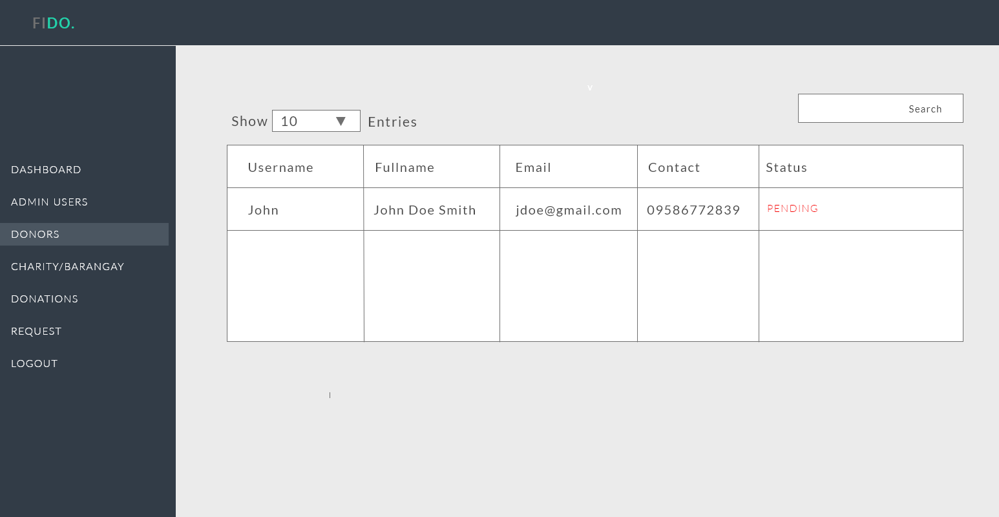 FIDO.
v
Search
Show 10 ▼ Entries
Username Fullname Email Contact Status
John John Doe Smith jdoe@gmail.com 09586772839 PENDING
DASHBOARD
ADMIN USERS
DONORS
CHARITY/BARANGAY
DONATIONS
REQUEST
LOGOUT